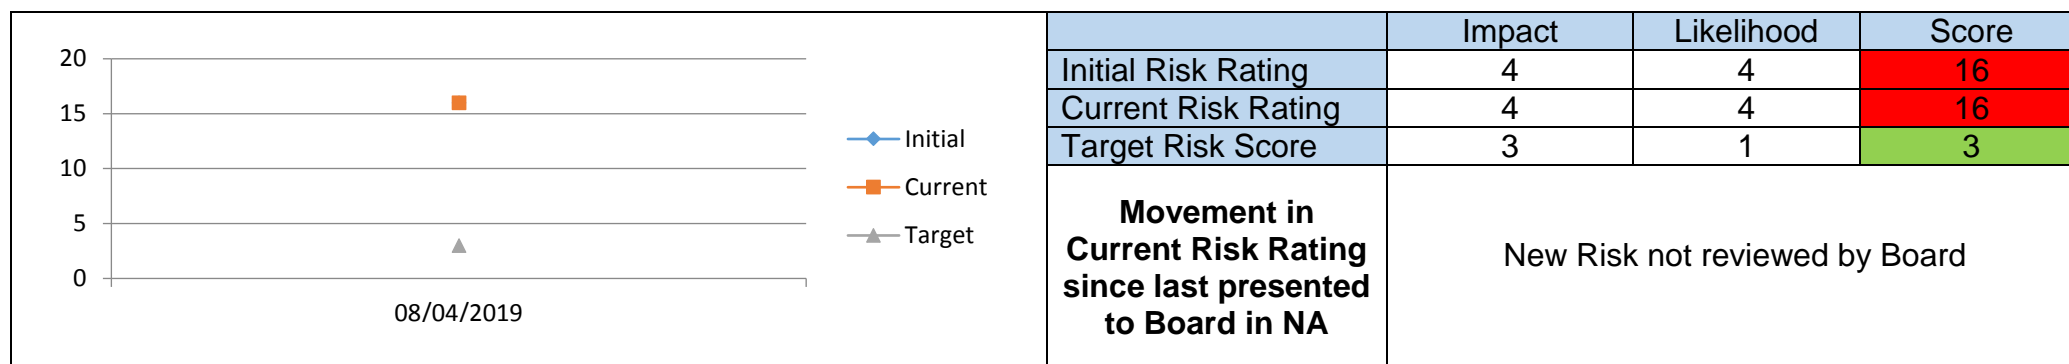 20
15
10
5
0
08/04/2019
Initial
Current
Target
Impact Likelihood Score
Initial Risk Rating 4 4 16
Current Risk Rating 4 4 16
Target Risk Score 3 1 3
Movement in
Current Risk Rating
since last presented
to Board in NA
New Risk not reviewed by Board